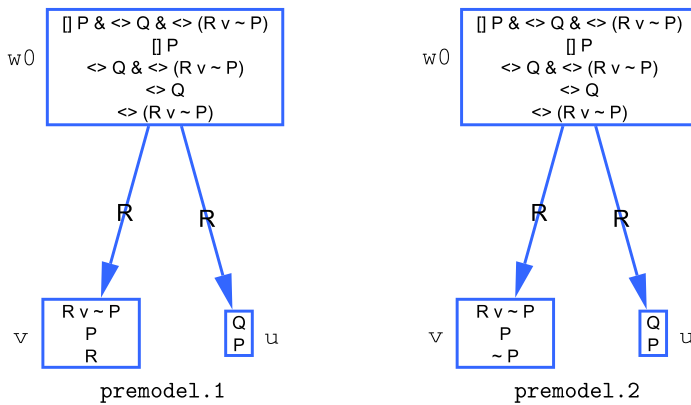 [] P & <> Q & <> (R v ~ P)
[] P
<> Q & <> (R v ~ P)
<> Q
<> (R v ~ P)
w0
R
R
R v ~ P
P
R
v
Q
P
u
premodel.1
[] P & <> Q & <> (R v ~ P)
[] P
<> Q & <> (R v ~ P)
<> Q
<> (R v ~ P)
w0
R
R
R v ~ P
P
~ P
v
Q
P
u
premodel.2